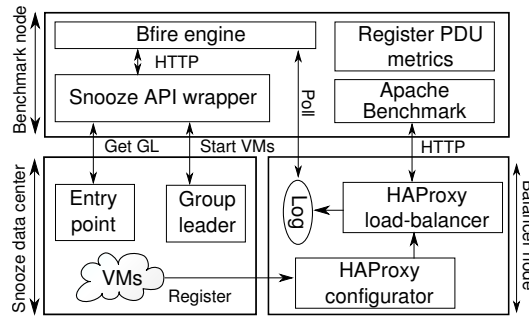 Benchmark node
Bfire engine
Register PDU
metrics
HTTP
Snooze API wrapper
Poll
Apache
Benchmark
Get GL
Start VMs
HTTP
Snooze data center
Entry
point
Group
leader
Log
HAProxy
load-balancer
Balancer node
VMs
Register
HAProxy
configurator